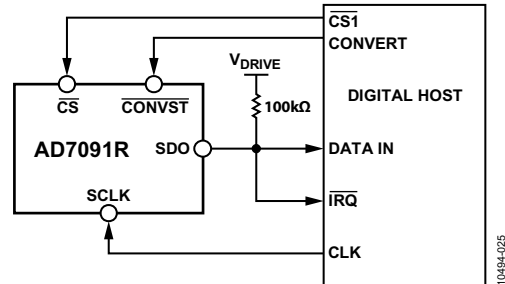 CS1
CONVERT
VDRIVE
100kΩ
DIGITAL HOST
CS
CONVST
AD7091R
SDO
DATA IN
SCLK
IRQ
CLK
10494-025